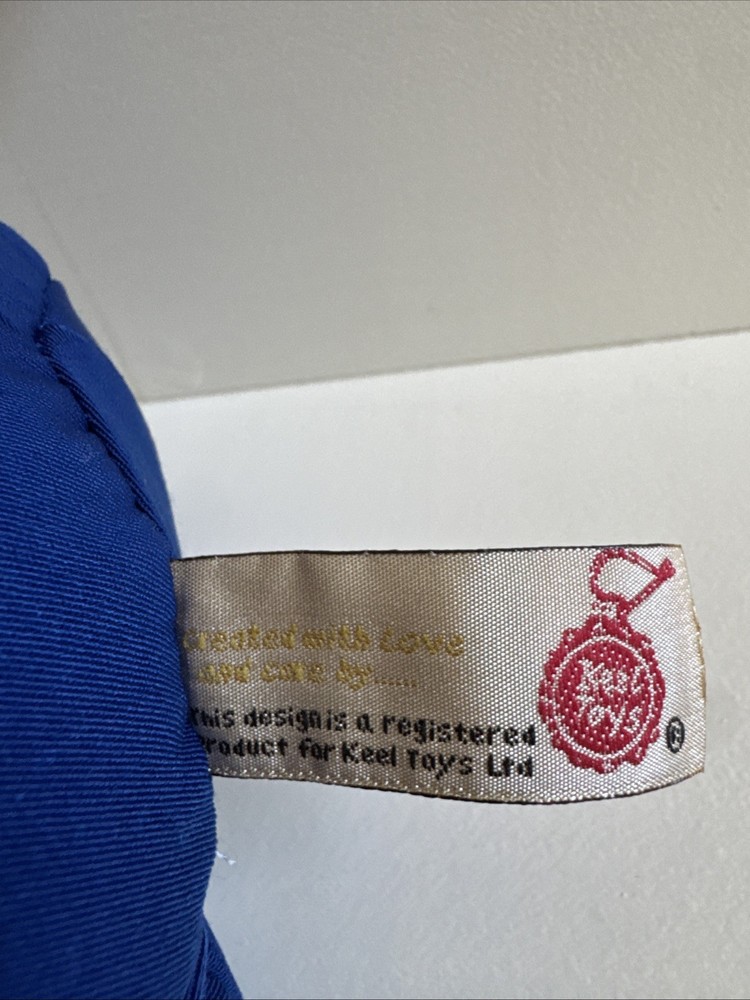 Created with Love
and care by......
This design is a registered
Product for Keel Toys Ltd
Keel
Toys
®